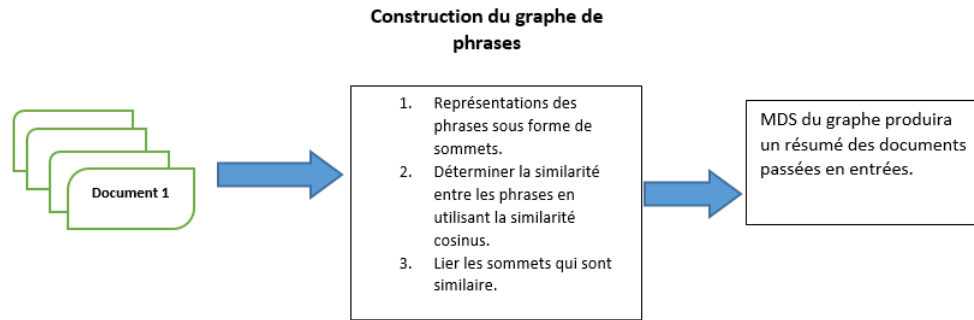 Construction du graphe de
phrases
Document 1
1. Représentations des
phrases sous forme de
sommets.
2. Déterminer la similarité
entre les phrases en
utilisant la similarité
cosinus.
3. Lier les sommets qui sont
similaire.
MDS du graphe produira
un résumé des documents
passées en entrées.